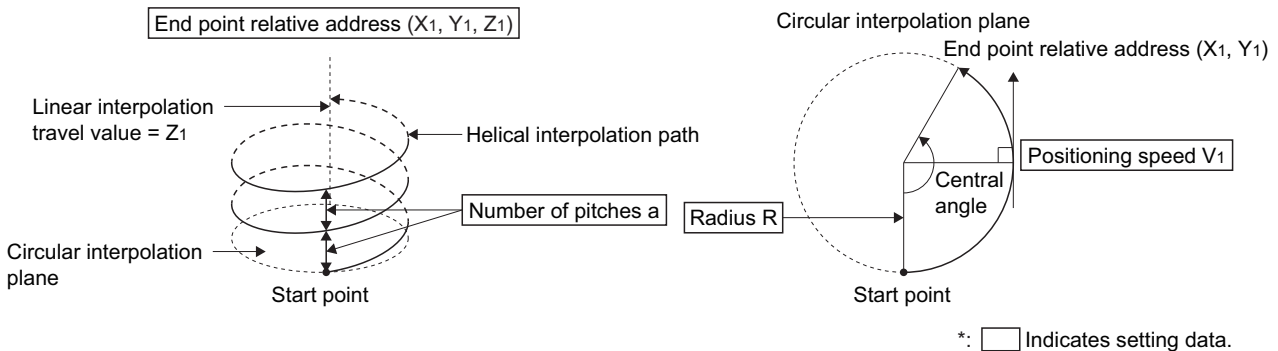 End point relative address (X1, Y1, Z1)
Linear interpolation
travel value = Z1
Helical interpolation path
Number of pitches a
Circular interpolation
plane
Start point
Circular interpolation plane
End point relative address (X1, Y1)
Positioning speed V1
Central
angle
Radius R
Start point
*: Indicates setting data.